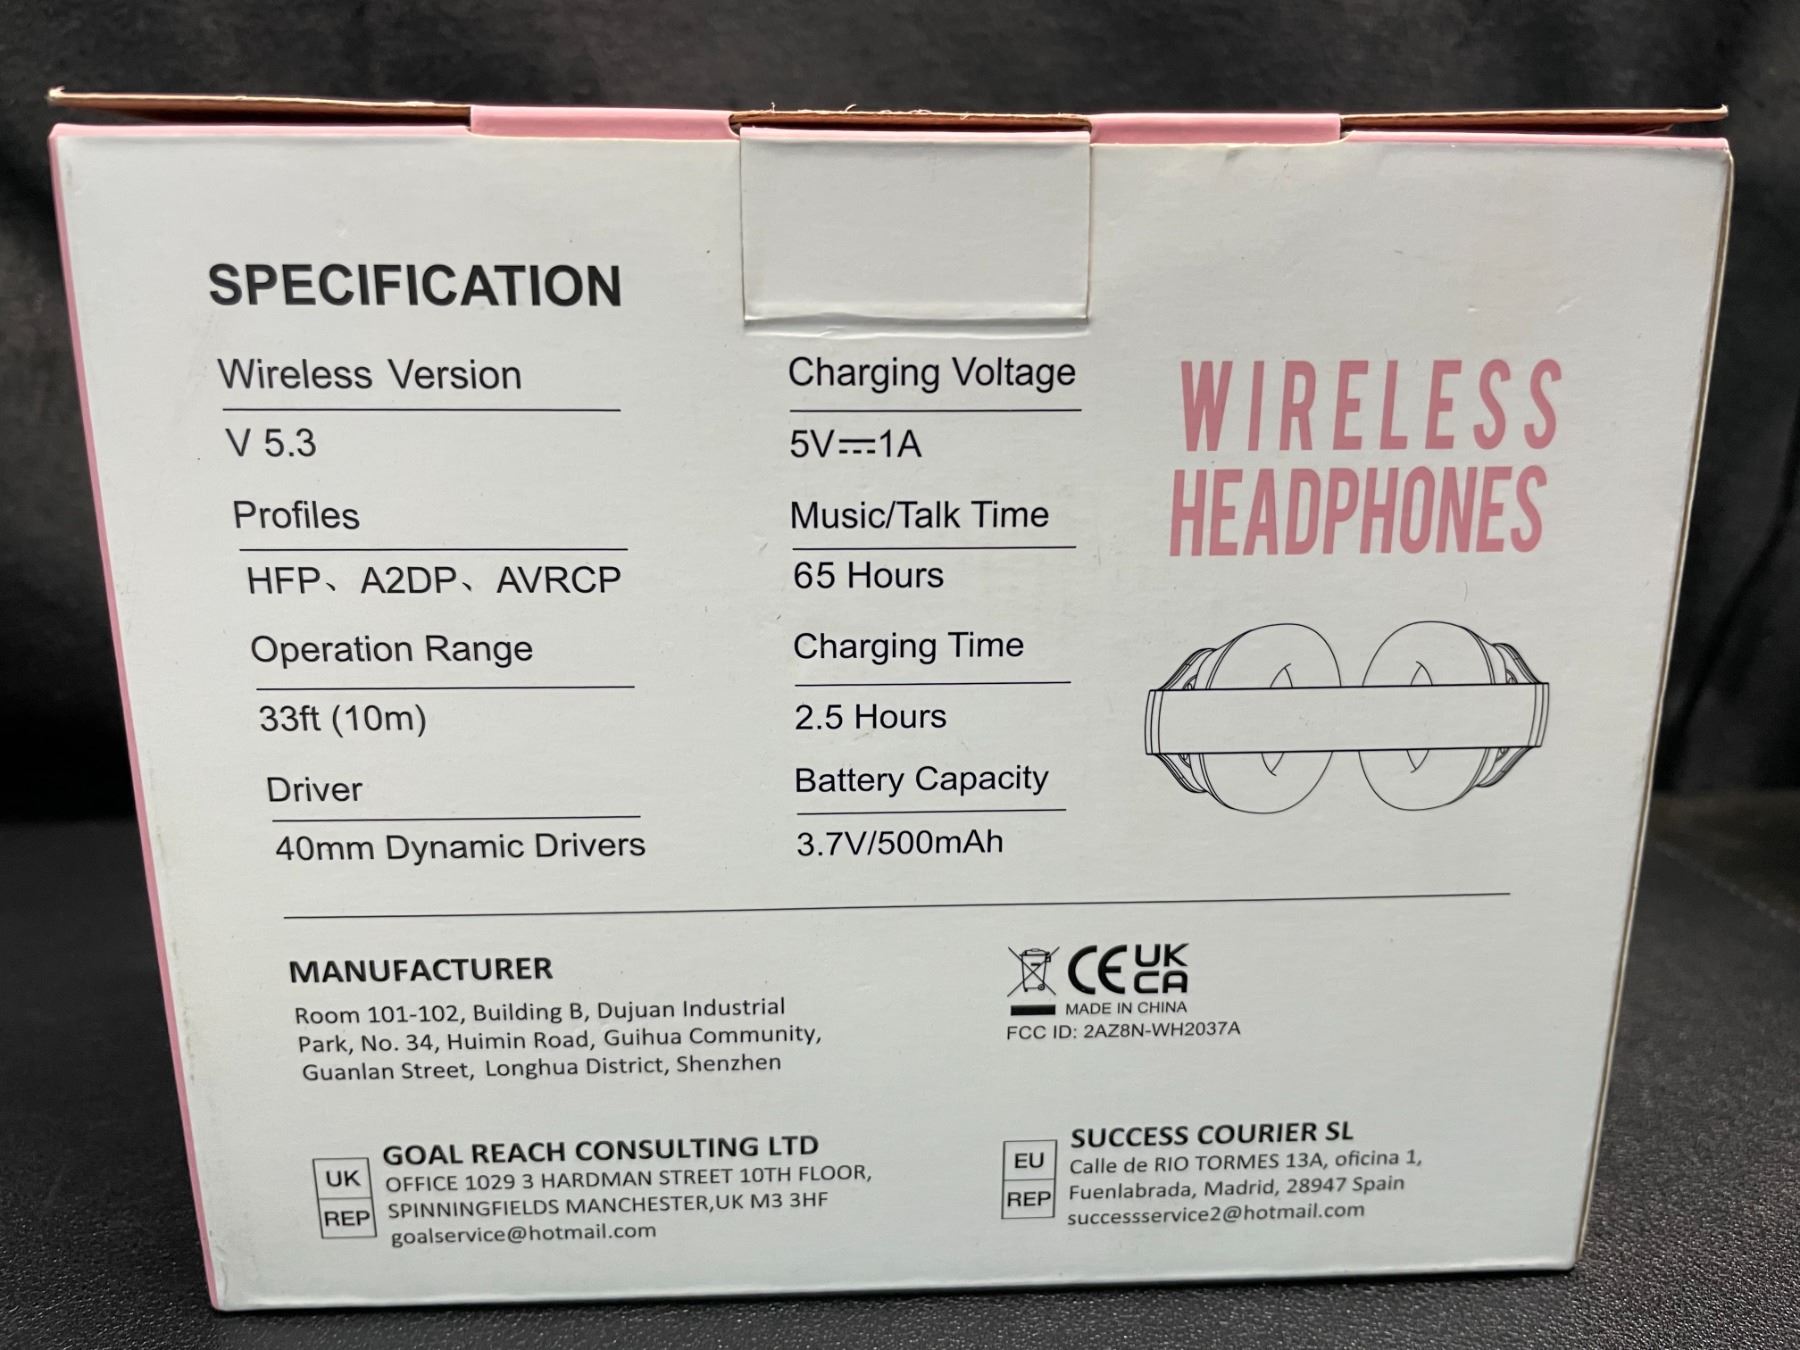 SPECIFICATION
Wireless Version
V 5.3
Profiles
HFP、A2DP、AVRCP
Operation Range
33ft (10m)
Driver
40mm Dynamic Drivers
Charging Voltage
5V⎓1A
Music/Talk Time
65 Hours
Charging Time
2.5 Hours
Battery Capacity
3.7V/500mAh
WIRELESS
HEADPHONES
MANUFACTURER
Room 101-102, Building B, Dujuan Industrial
Park, No. 34, Huimin Road, Guihua Community,
Guanlan Street, Longhua District, Shenzhen
CE UK
CA
MADE IN CHINA
FCC ID: 2AZ8N-WH2037A
UK
REP
GOAL REACH CONSULTING LTD
OFFICE 1029 3 HARDMAN STREET 10TH FLOOR,
SPINNINGFIELDS MANCHESTER,UK M3 3HF
goalservice@hotmail.com
EU
REP
SUCCESS COURIER SL
Calle de RIO TORMES 13A, oficina 1,
Fuenlabrada, Madrid, 28947 Spain
successservice2@hotmail.com